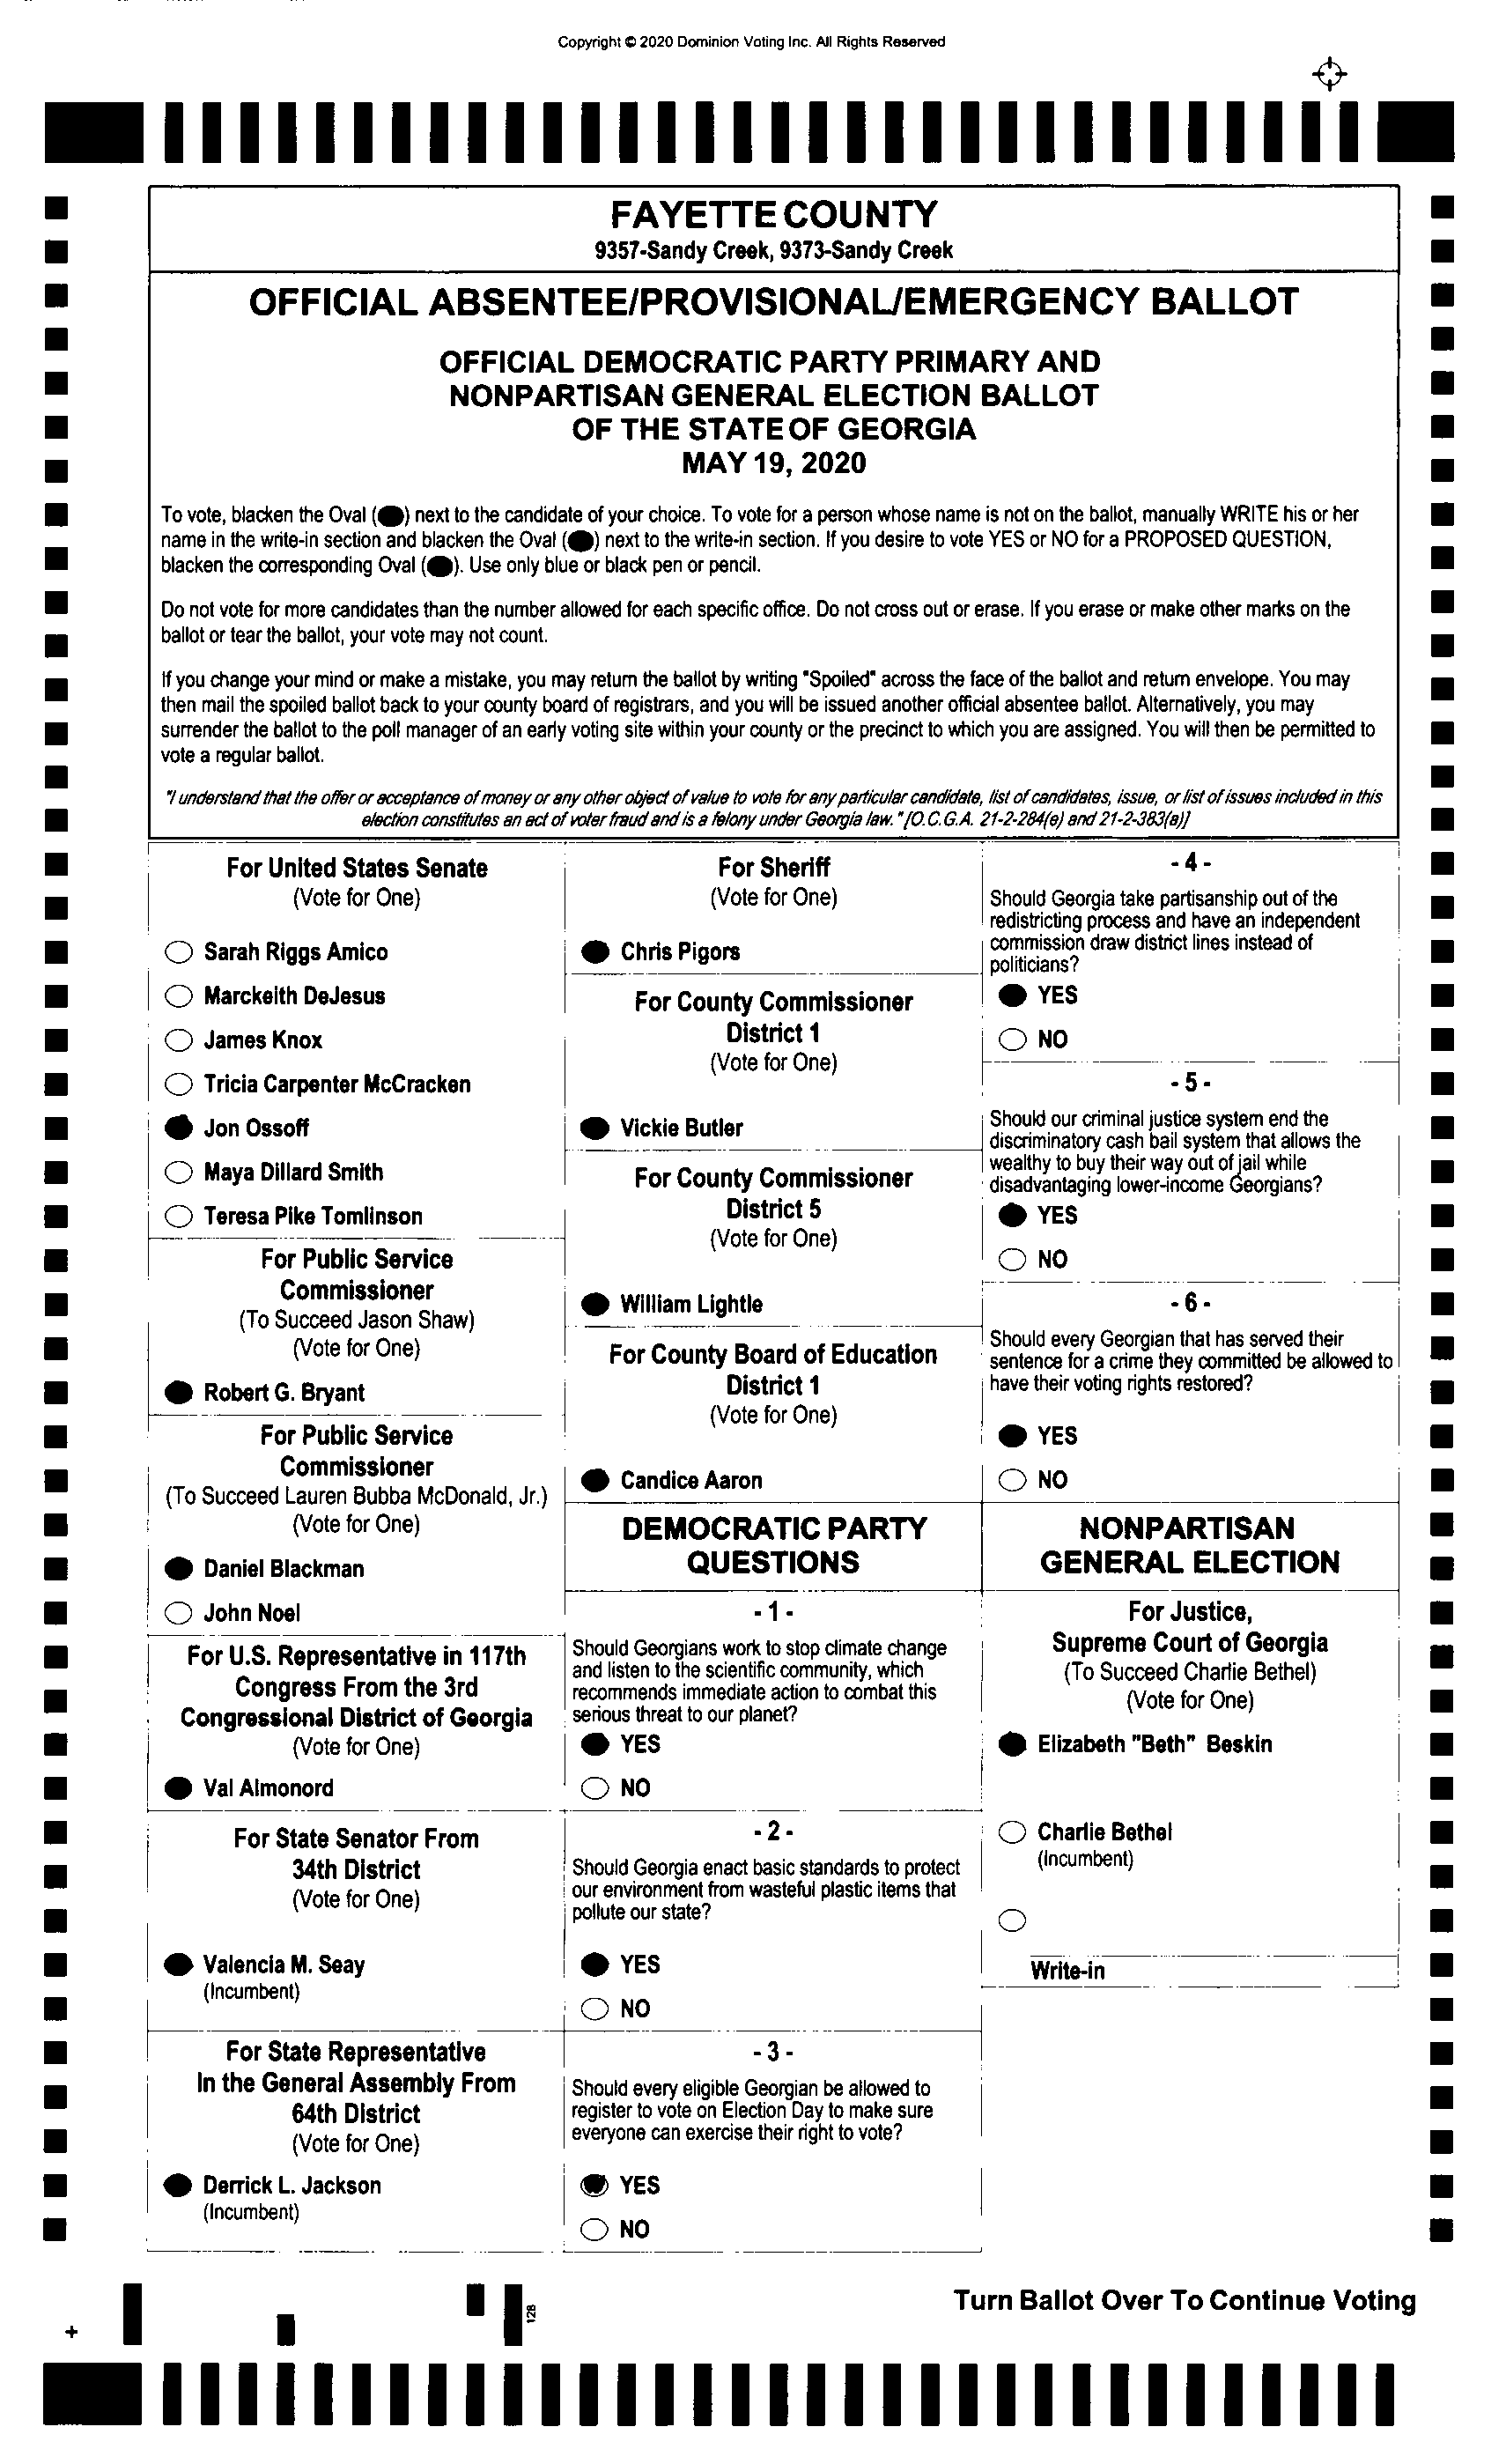 Copyright © 2020 Dominion Voting Inc. All Rights Reserved
FAYETTE COUNTY
9357-Sandy Creek, 9373-Sandy Creek
OFFICIAL ABSENTEE/PROVISIONAL/EMERGENCY BALLOT
OFFICIAL DEMOCRATIC PARTY PRIMARY AND
NONPARTISAN GENERAL ELECTION BALLOT
OF THE STATE OF GEORGIA
MAY 19, 2020
To vote, blacken the Oval (●) next to the candidate of your choice. To vote for a person whose name is not on the ballot, manually WRITE his or her
name in the write-in section and blacken the Oval (●) next to the write-in section. If you desire to vote YES or NO for a PROPOSED QUESTION,
blacken the corresponding Oval (●). Use only blue or black pen or pencil.
Do not vote for more candidates than the number allowed for each specific office. Do not cross out or erase. If you erase or make other marks on the
ballot or tear the ballot, your vote may not count.
If you change your mind or make a mistake, you may return the ballot by writing "Spoiled" across the face of the ballot and return envelope. You may
then mail the spoiled ballot back to your county board of registrars, and you will be issued another official absentee ballot. Alternatively, you may
surrender the ballot to the poll manager of an early voting site within your county or the precinct to which you are assigned. You will then be permitted to
vote a regular ballot.
"I understand that the offer or acceptance of money or any other object of value to vote for any particular candidate, list of candidates, issue, or list of issues included in this
election constitutes an act of voter fraud and is a felony under Georgia law." [O.C.G.A. 21-2-284(e) and 21-2-383(a)]
For United States Senate
(Vote for One)
Sarah Riggs Amico
Marckeith DeJesus
James Knox
Tricia Carpenter McCracken
Jon Ossoff
Maya Dillard Smith
Teresa Pike Tomlinson
For Public Service
Commissioner
(To Succeed Jason Shaw)
(Vote for One)
Robert G. Bryant
For Public Service
Commissioner
(To Succeed Lauren Bubba McDonald, Jr.)
(Vote for One)
Daniel Blackman
John Noel
For U.S. Representative in 117th
Congress From the 3rd
Congressional District of Georgia
(Vote for One)
Val Almonord
For State Senator From
34th District
(Vote for One)
Valencia M. Seay
(Incumbent)
For State Representative
In the General Assembly From
64th District
(Vote for One)
Derrick L. Jackson
(Incumbent)
For Sheriff
(Vote for One)
Chris Pigors
For County Commissioner
District 1
(Vote for One)
Vickie Butler
For County Commissioner
District 5
(Vote for One)
William Lightle
For County Board of Education
District 1
(Vote for One)
Candice Aaron
DEMOCRATIC PARTY
QUESTIONS
- 1 -
Should Georgians work to stop climate change
and listen to the scientific community, which
recommends immediate action to combat this
serious threat to our planet?
YES
NO
- 2 -
Should Georgia enact basic standards to protect
our environment from wasteful plastic items that
pollute our state?
YES
NO
- 3 -
Should every eligible Georgian be allowed to
register to vote on Election Day to make sure
everyone can exercise their right to vote?
YES
NO
- 4 -
Should Georgia take partisanship out of the
redistricting process and have an independent
commission draw district lines instead of
politicians?
YES
NO
- 5 -
Should our criminal justice system end the
discriminatory cash bail system that allows the
wealthy to buy their way out of jail while
disadvantaging lower-income Georgians?
YES
NO
- 6 -
Should every Georgian that has served their
sentence for a crime they committed be allowed to
have their voting rights restored?
YES
NO
NONPARTISAN
GENERAL ELECTION
For Justice,
Supreme Court of Georgia
(To Succeed Charlie Bethel)
(Vote for One)
Elizabeth "Beth" Beskin
Charlie Bethel
(Incumbent)
Write-in
128
Turn Ballot Over To Continue Voting
+